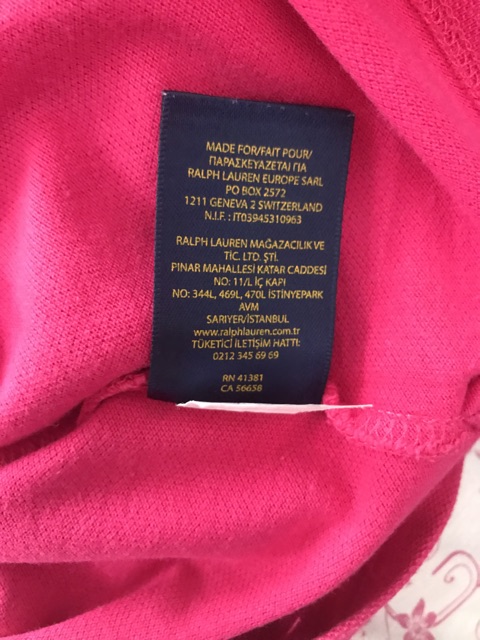 MADE FOR/FAIT POUR/
ΠΑΡΑΣΚΕΥΑΖΕΤΑΙ ΓΙΑ
RALPH LAUREN EUROPE SARL
PO BOX 2572
1211 GENEVA 2 SWITZERLAND
N.I.F. : IT03945310963
RALPH LAUREN MAĞAZACILIK VE
TİC. LTD. ŞTİ.
PINAR MAHALLESİ KATAR CADDESİ
NO: 11/L İÇ KAPI
NO: 344L, 469L, 470L İSTİNYEPARK
AVM
SARIYER/İSTANBUL
www.ralphlauren.com.tr
TÜKETİCİ İLETİŞİM HATTI:
0212 345 69 69
RN 41381
CA 56658